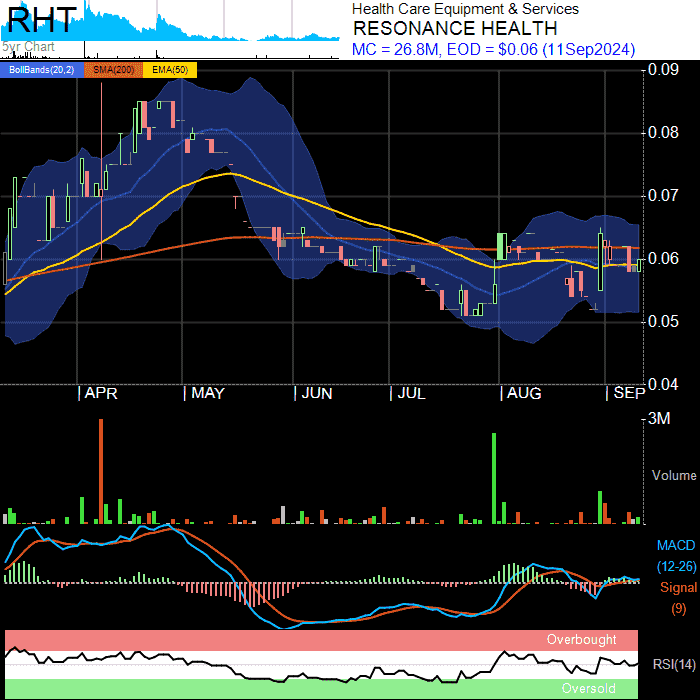 RHT
5yr Chart
Health Care Equipment & Services
RESONANCE HEALTH
MC = 26.8M, EOD = $0.06 (11Sep2024)
BollBands(20,2) SMA(200) EMA(50)
0.09
0.08
0.07
0.06
0.05
0.04
APR MAY JUN JUL AUG SEP
3M
Volume
MACD
(12-26)
Signal
(9)
Overbought
RSI(14)
Oversold